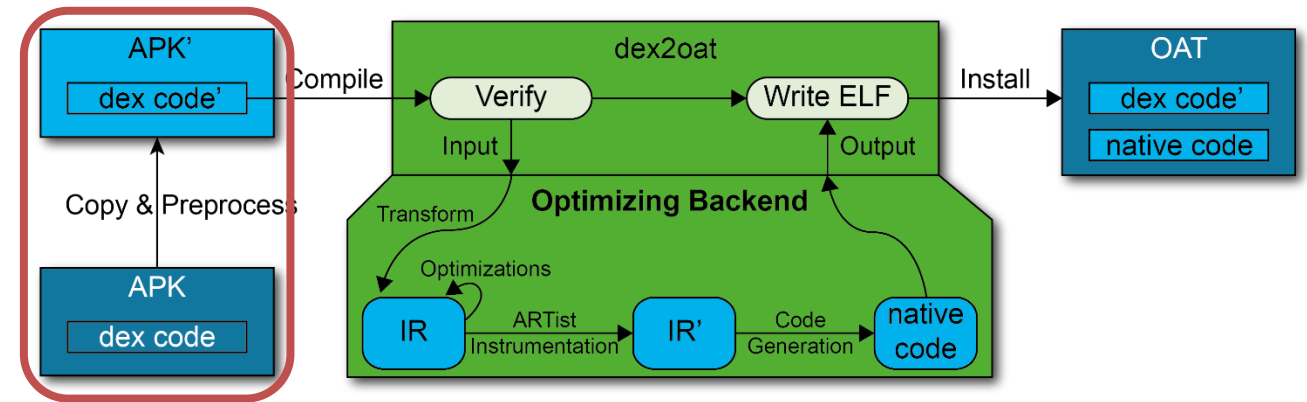 APK’
dex code’
Copy & Preprocess
APK
dex code
Compile
dex2oat
Verify
Write ELF
Input
Output
Optimizing Backend
Transform
Optimizations
IR
ARTist
Instrumentation
IR’
Code
Generation
native
code
Install
OAT
dex code’
native code